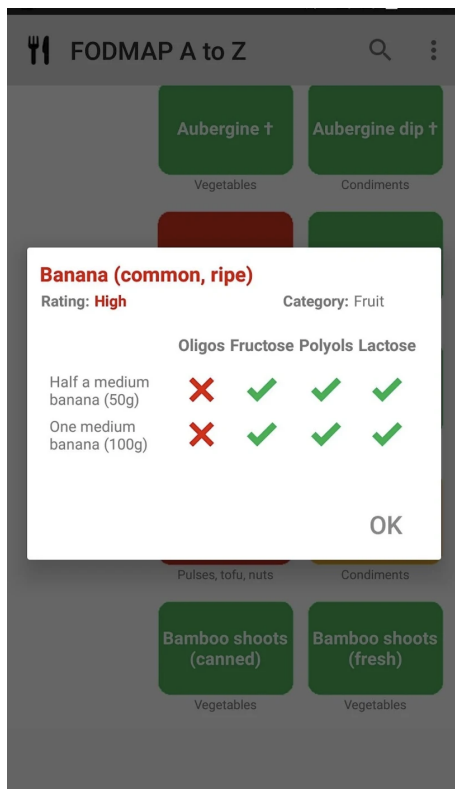 FODMAP A to Z
Aubergine † Aubergine dip †
Vegetables Condiments
Banana (common, ripe)
Rating: High Category: Fruit
Oligos Fructose Polyols Lactose
Half a medium
banana (50g)
One medium
banana (100g)
OK
Pulses, tofu, nuts Condiments
Bamboo shoots Bamboo shoots
(canned) (fresh)
Vegetables Vegetables